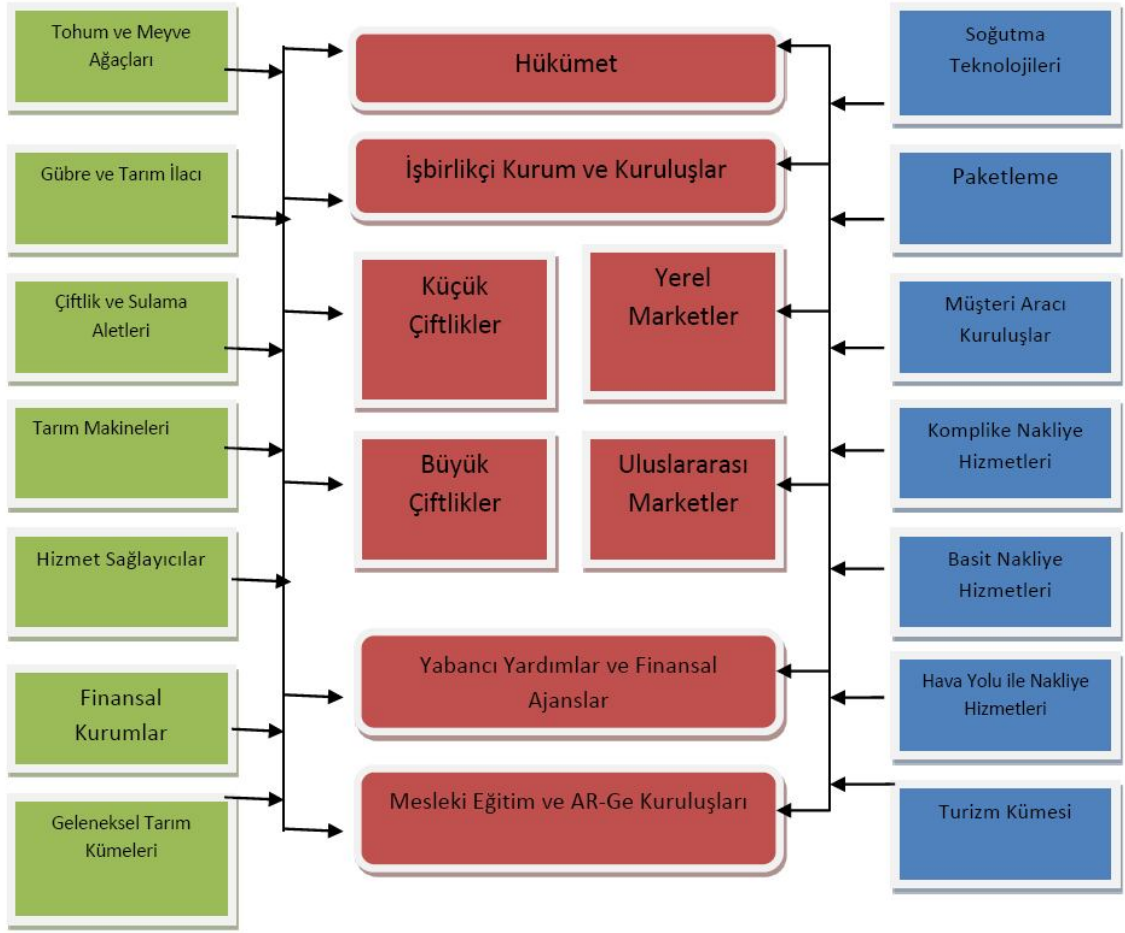 Tohum ve Meyve
Ağaçları
Gübre ve Tarım İlacı
Çiftlik ve Sulama
Aletleri
Tarım Makineleri
Hizmet Sağlayıcılar
Finansal
Kurumlar
Geleneksel Tarım
Kümeleri
Hükümet
İşbirlikçi Kurum ve Kuruluşlar
Küçük
Çiftlikler
Yerel
Marketler
Büyük
Çiftlikler
Uluslararası
Marketler
Yabancı Yardımlar ve Finansal
Ajanslar
Mesleki Eğitim ve AR-Ge Kuruluşları
Soğutma
Teknolojileri
Paketleme
Müşteri Aracı
Kuruluşlar
Komplike Nakliye
Hizmetleri
Basit Nakliye
Hizmetleri
Hava Yolu ile Nakliye
Hizmetleri
Turizm Kümesi